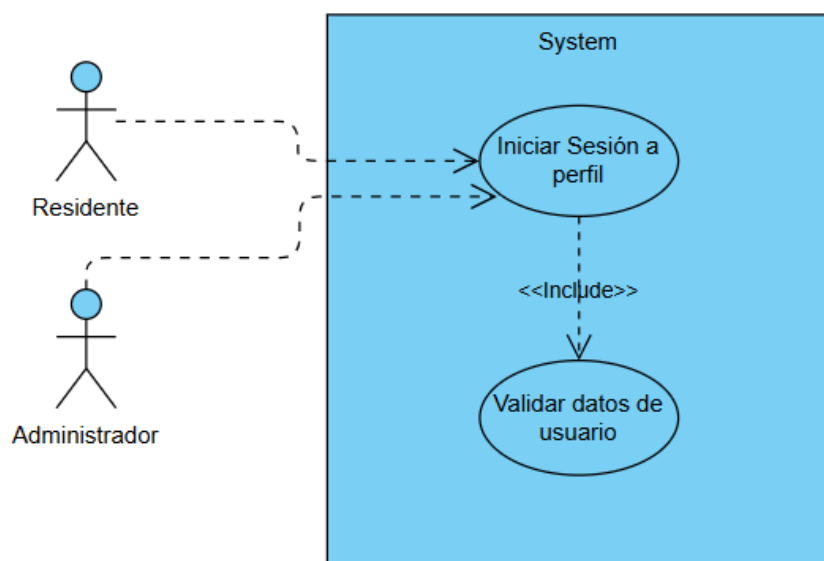 System
Iniciar Sesión a
perfil
Residente
<<Include>>
Validar datos de
usuario
Administrador